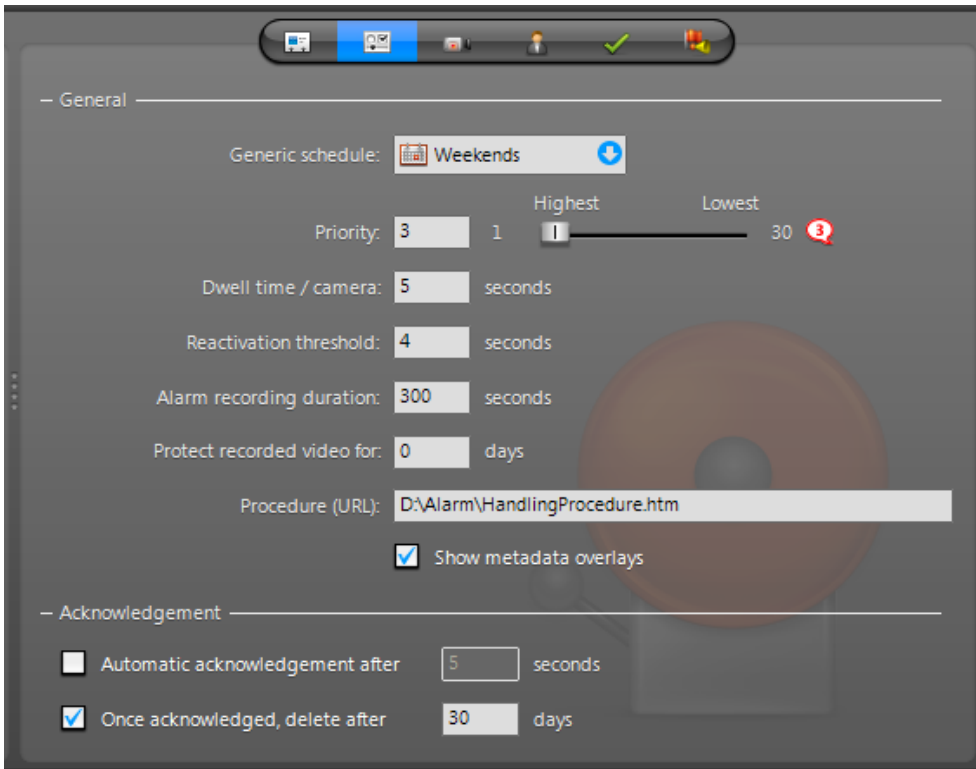 General
Generic schedule: Weekends
Highest Lowest
Priority: 3 1 30 3
Dwell time / camera: 5 seconds
Reactivation threshold: 4 seconds
Alarm recording duration: 300 seconds
Protect recorded video for: 0 days
Procedure (URL): D:\Alarm\HandlingProcedure.htm
Show metadata overlays
Acknowledgement
Automatic acknowledgement after 5 seconds
Once acknowledged, delete after 30 days